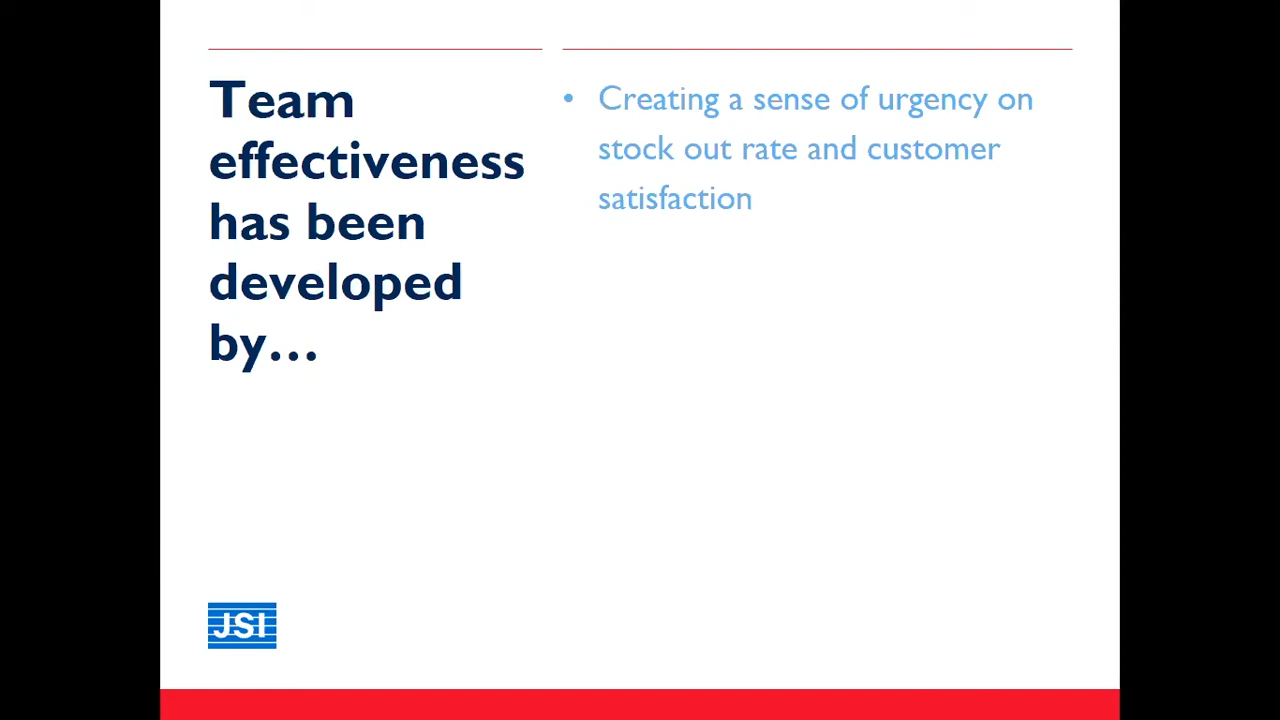 Team
effectiveness
has been
developed
by…
• Creating a sense of urgency on
stock out rate and customer
satisfaction
JSI